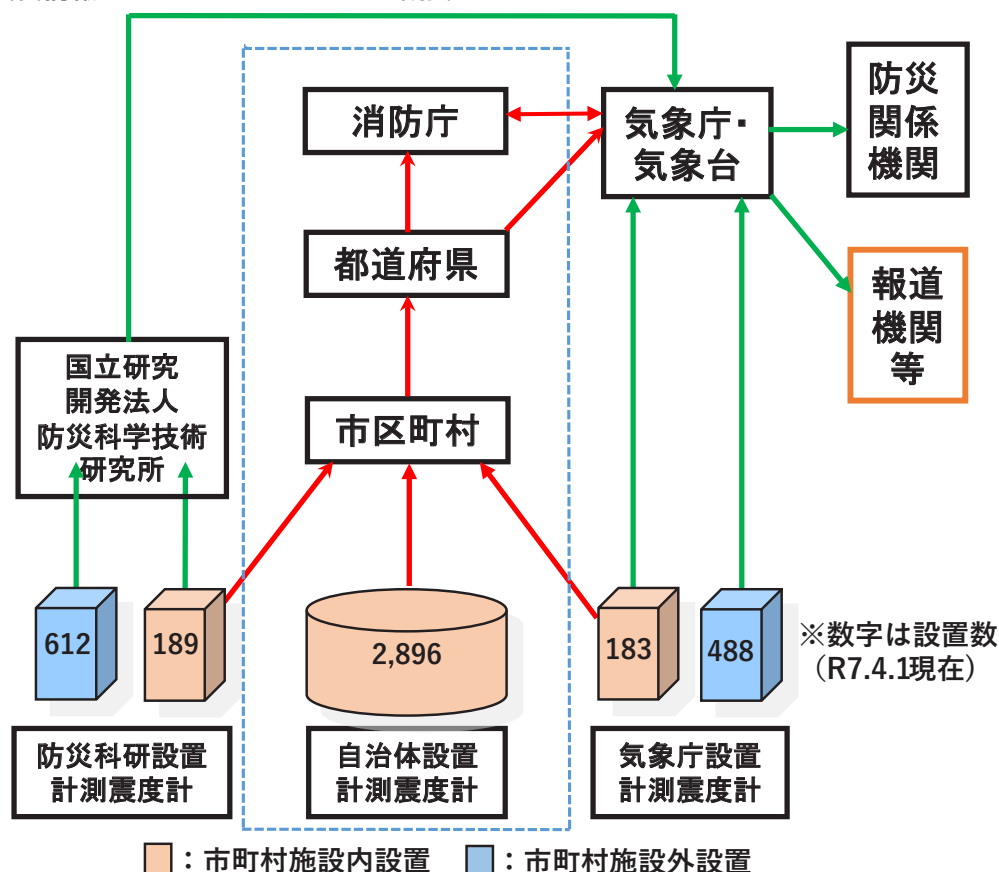 消防庁
気象庁・
気象台
防災
関係
機関
都道府県
報道
機関
等
国立研究
開発法人
防災科学技術
研究所
市区町村
612
189
2,896
183
488
※数字は設置数
（R7.4.1現在）
防災科研設置
計測震度計
自治体設置
計測震度計
気象庁設置
計測震度計
：市町村施設内設置
：市町村施設外設置